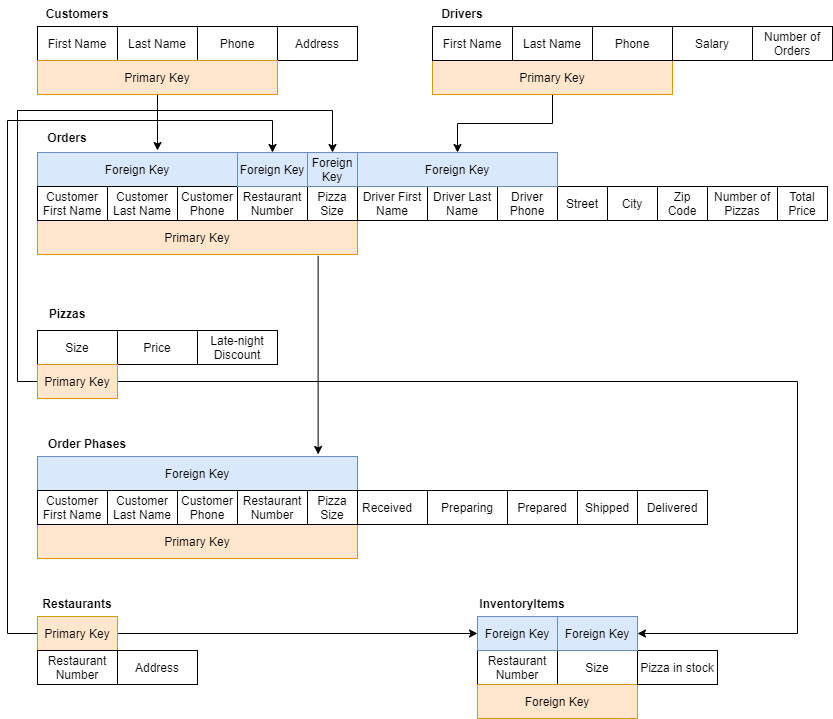 Customers
Drivers
First Name
Last Name
Phone
Address
First Name
Last Name
Phone
Salary
Number of
Orders
Primary Key
Primary Key
Orders
Foreign Key
Foreign Key
Foreign
Key
Foreign Key
Customer
First Name
Customer
Last Name
Customer
Phone
Restaurant
Number
Pizza
Size
Driver First
Name
Driver Last
Name
Driver
Phone
Street
City
Zip
Code
Number of
Pizzas
Total
Price
Primary Key
Pizzas
Size
Price
Late-night
Discount
Primary Key
Order Phases
Foreign Key
Customer
First Name
Customer
Last Name
Customer
Phone
Restaurant
Number
Pizza
Size
Received
Preparing
Prepared
Shipped
Delivered
Primary Key
Restaurants
InventoryItems
Primary Key
Foreign Key
Foreign Key
Restaurant
Number
Address
Restaurant
Number
Size
Pizza in stock
Foreign Key